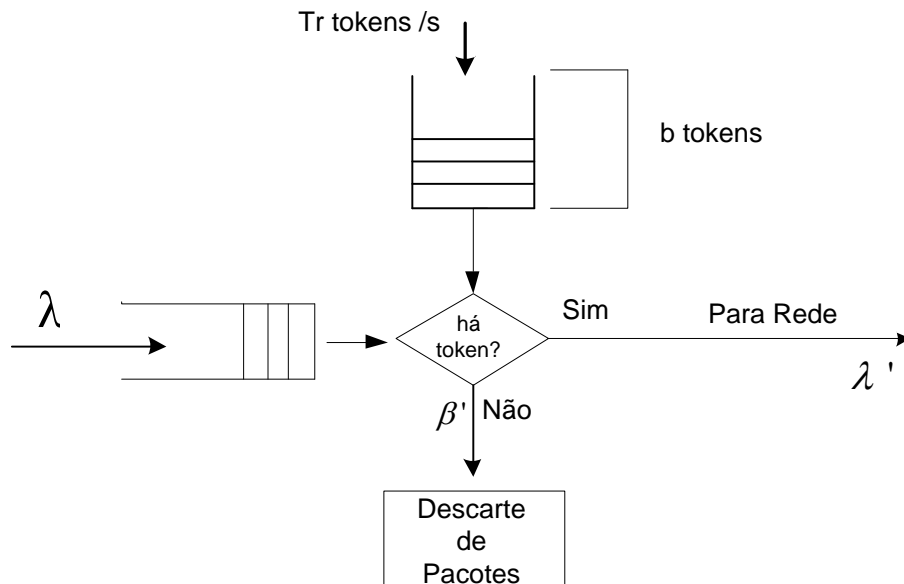 Tr tokens /s
b tokens
λ
há
token?
Sim
Para Rede
λ '
β' Não
Descarte
de
Pacotes